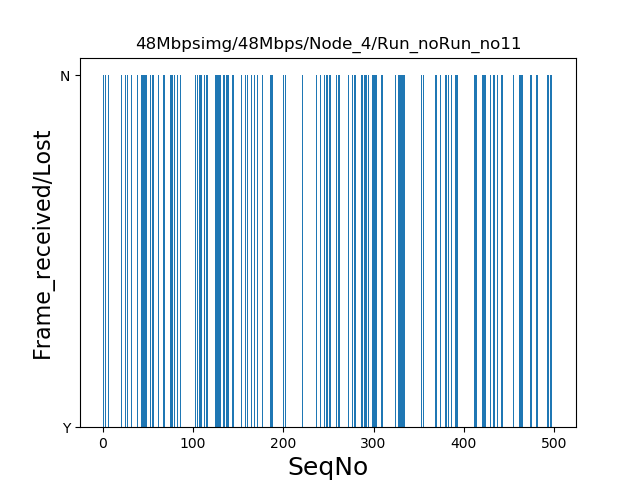 48Mbpsimg/48Mbps/Node_4/Run_noRun_no11
N
Frame_received/Lost
Y
0 100 200 300 400 500
SeqNo